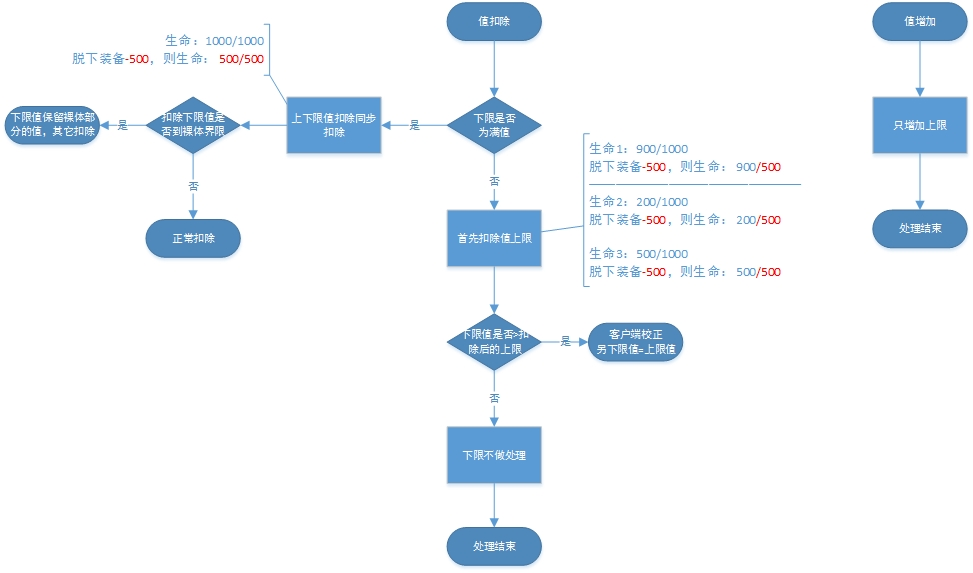 值扣除
值增加
生命：1000/1000
脱下装备-500，则生命：500/500
下限值保留裸体部
分的值，其它扣除
是
扣除下限值是
否到裸体界限
上下限值扣除同步
扣除
是
下限是否
为满值
只增加上限
否
正常扣除
否
首先扣除值上限
生命1：900/1000
脱下装备-500，则生命：900/500
生命2：200/1000
脱下装备-500，则生命：200/500
生命3：500/1000
脱下装备-500，则生命：500/500
处理结束
下限值是否>扣
除后的上限
是
客户端校正
另下限值=上限值
否
下限不做处理
处理结束